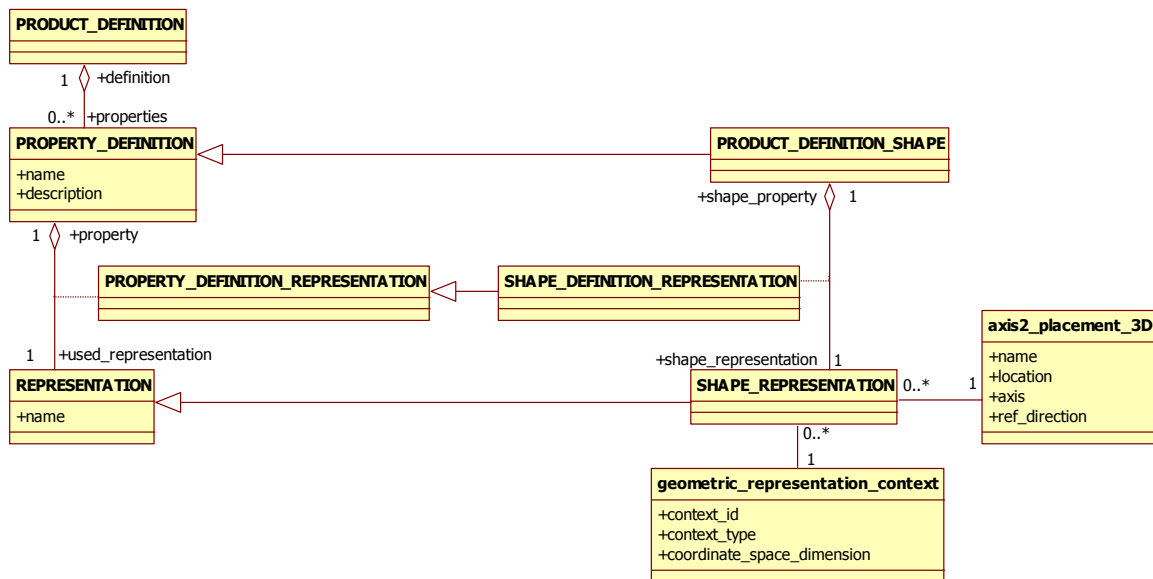 PRODUCT_DEFINITION
1 +definition
0..* +properties
PROPERTY_DEFINITION
+name
+description
PRODUCT_DEFINITION_SHAPE
+shape_property 1
1 +property
PROPERTY_DEFINITION_REPRESENTATION
SHAPE_DEFINITION_REPRESENTATION
axis2_placement_3D
+name
+location
+axis
+ref_direction
1 +used_representation
+shape_representation 1
REPRESENTATION
+name
SHAPE_REPRESENTATION
0..* 1
0..*
1
geometric_representation_context
+context_id
+context_type
+coordinate_space_dimension